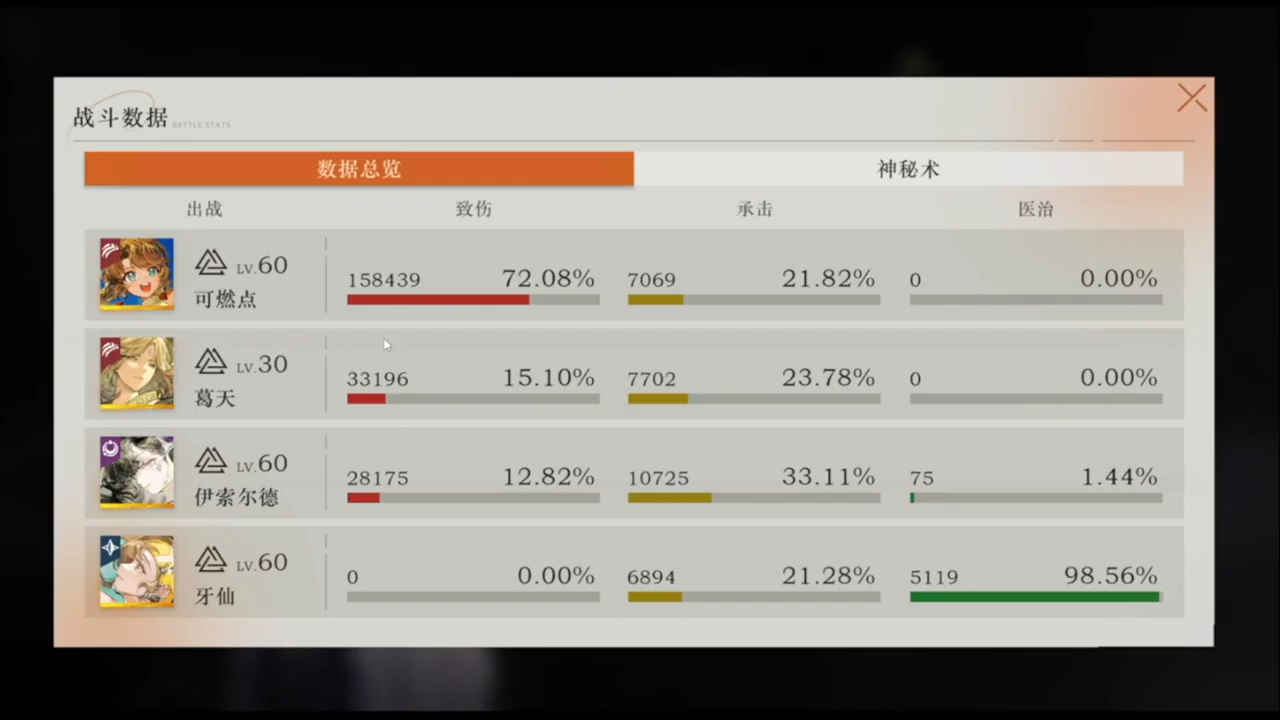 战斗数据 BATTLE STATS
数据总览 神秘术
出战 致伤 承击 医治
LV.60
可燃点
158439 72.08% 7069 21.82% 0 0.00%
LV.30
葛天
33196 15.10% 7702 23.78% 0 0.00%
LV.60
伊索尔德
28175 12.82% 10725 33.11% 75 1.44%
LV.60
牙仙
0 0.00% 6894 21.28% 5119 98.56%